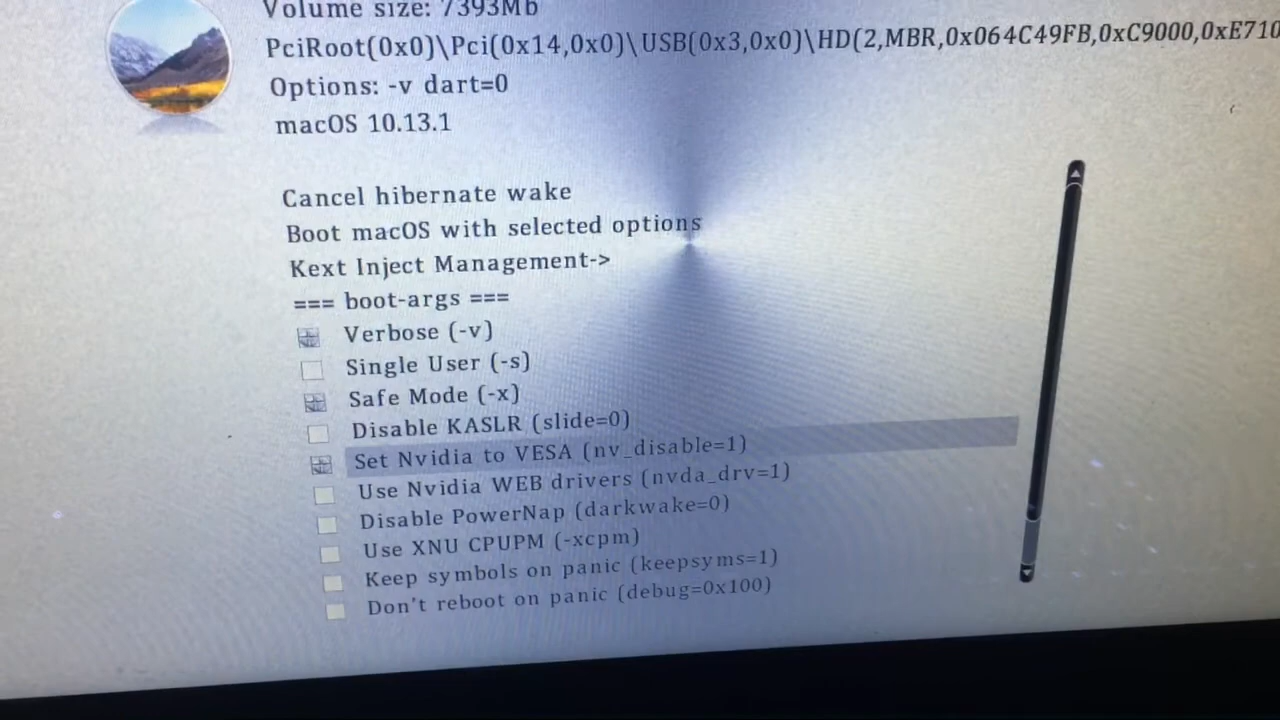 Volume size: 7393Mb
PciRoot(0x0)\Pci(0x14,0x0)\USB(0x3,0x0)\HD(2,MBR,0x064C49FB,0xC9000,0xE710
Options: -v dart=0
macOS 10.13.1
Cancel hibernate wake
Boot macOS with selected options
Kext Inject Management->
=== boot-args ===
Verbose (-v)
Single User (-s)
Safe Mode (-x)
Disable KASLR (slide=0)
Set Nvidia to VESA (nv_disable=1)
Use Nvidia WEB drivers (nvda_drv=1)
Disable PowerNap (darkwake=0)
Use XNU CPUPM (-xcpm)
Keep symbols on panic (keepsyms=1)
Don't reboot on panic (debug=0x100)